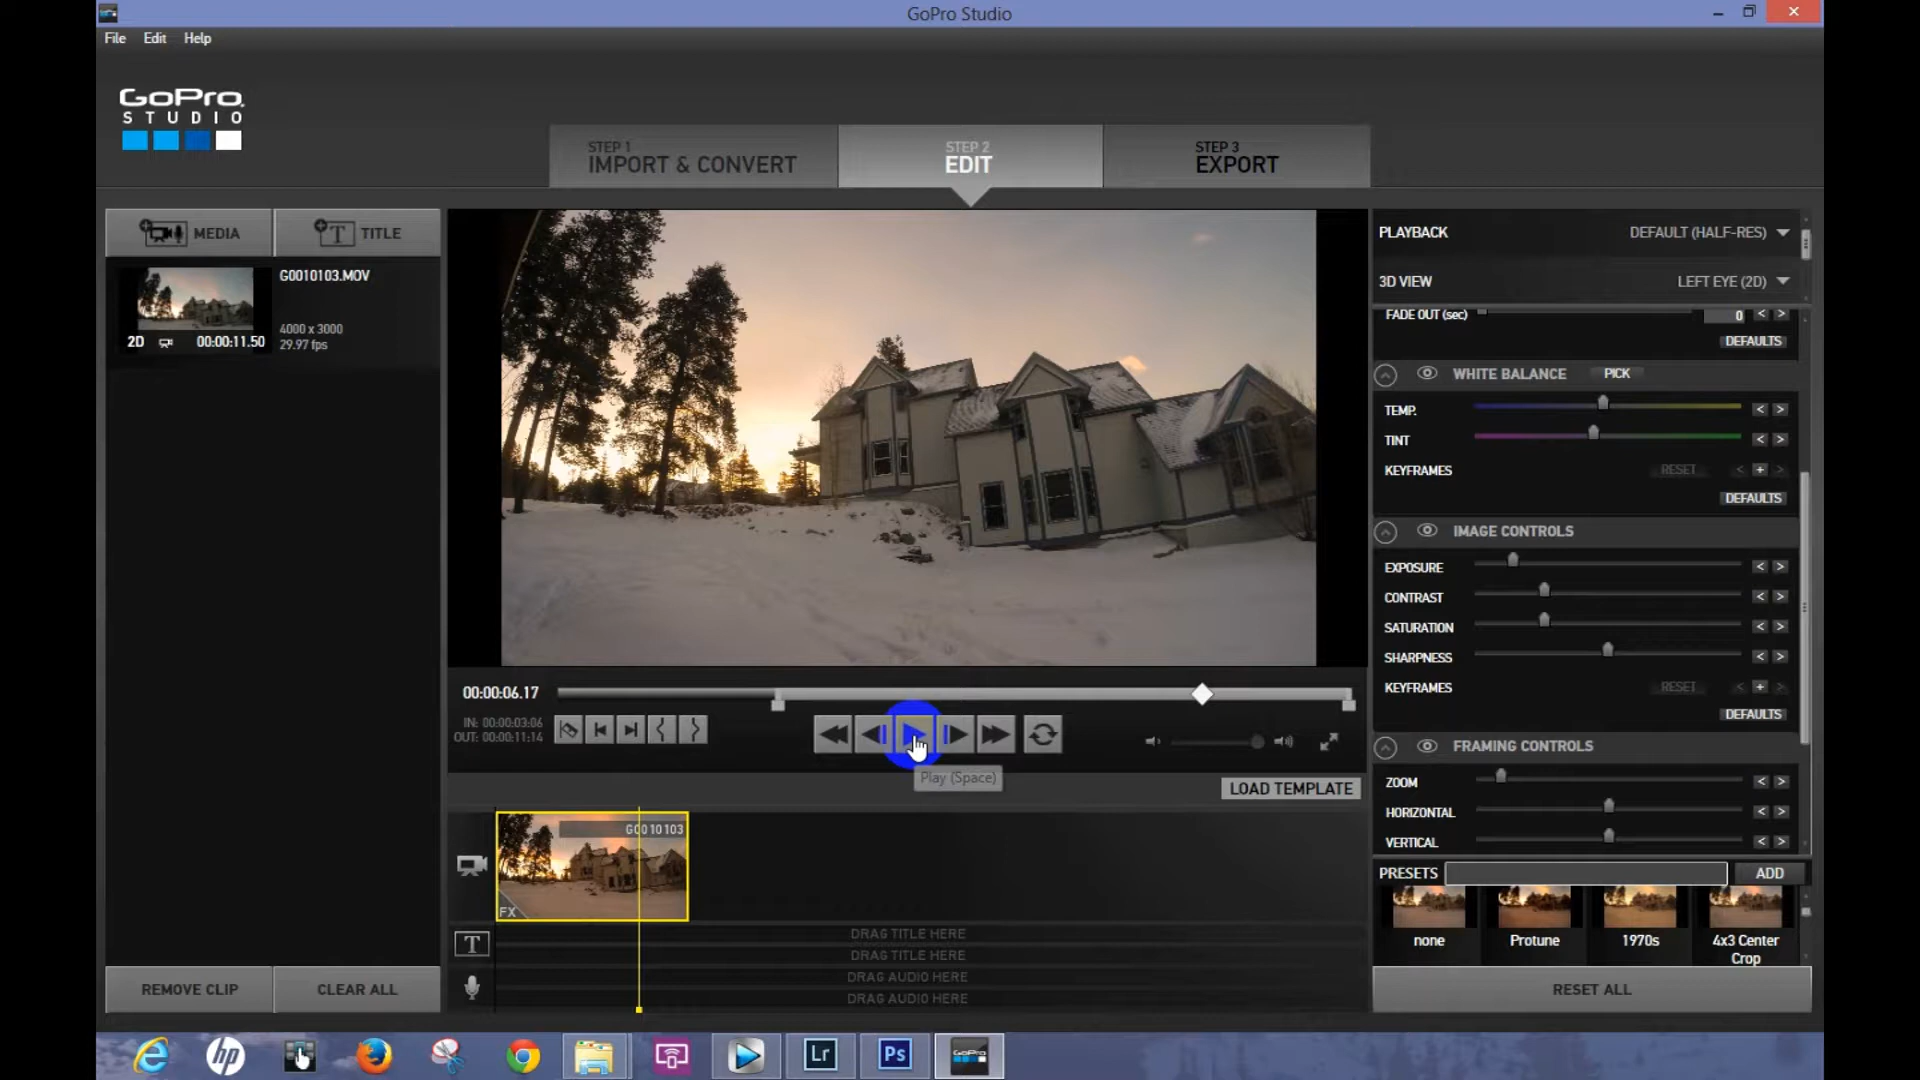 GoPro Studio
File Edit Help
GoPro
STUDIO
STEP 1
IMPORT & CONVERT
STEP 2
EDIT
STEP 3
EXPORT
MEDIA
TITLE
G0010103.MOV
4000 x 3000
29.97 fps
2D 00:00:11.50
REMOVE CLIP
CLEAR ALL
00:00:06.17
IN: 00:00:03:06
OUT: 00:00:11:14
Play (Space)
LOAD TEMPLATE
G0010103
FX
T
DRAG TITLE HERE
DRAG TITLE HERE
DRAG AUDIO HERE
DRAG AUDIO HERE
PLAYBACK DEFAULT (HALF-RES)
3D VIEW LEFT EYE (2D)
FADE OUT (sec) 0 < >
DEFAULTS
WHITE BALANCE PICK
TEMP. < >
TINT < >
KEYFRAMES RESET < + >
DEFAULTS
IMAGE CONTROLS
EXPOSURE < >
CONTRAST < >
SATURATION < >
SHARPNESS < >
KEYFRAMES RESET < + >
DEFAULTS
FRAMING CONTROLS
ZOOM < >
HORIZONTAL < >
VERTICAL < >
PRESETS ADD
none
Protune
1970s
4x3 Center
Crop
RESET ALL
hp
Lr
Ps
GoPro